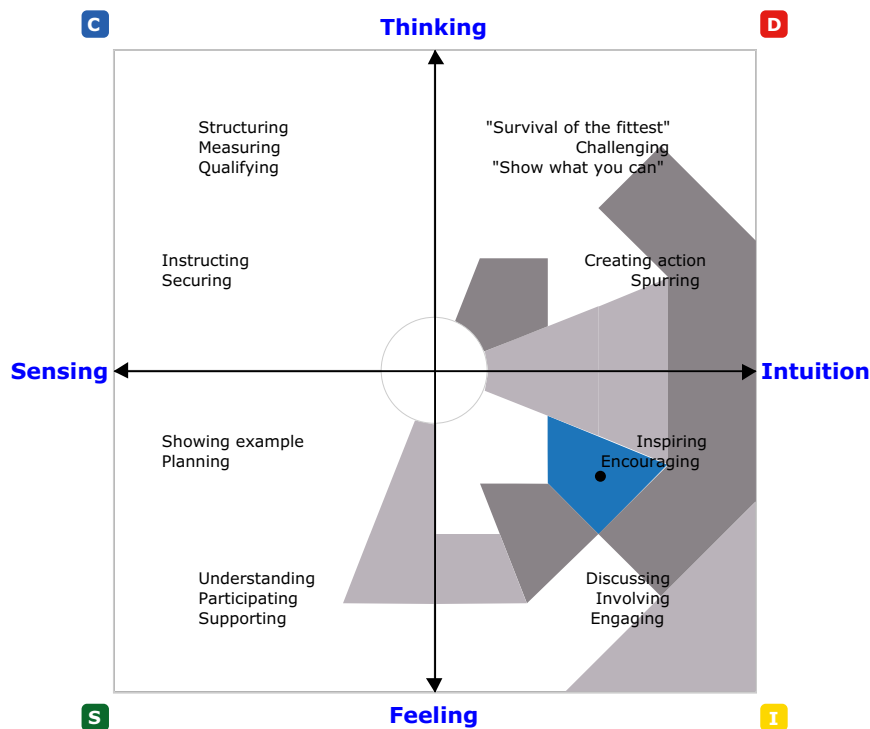 C
Thinking
D
Structuring
Measuring
Qualifying
"Survival of the fittest"
Challenging
"Show what you can"
Instructing
Securing
Creating action
Spurring
Sensing
Intuition
Showing example
Planning
Inspiring
Encouraging
Understanding
Participating
Supporting
Discussing
Involving
Engaging
S
Feeling
I